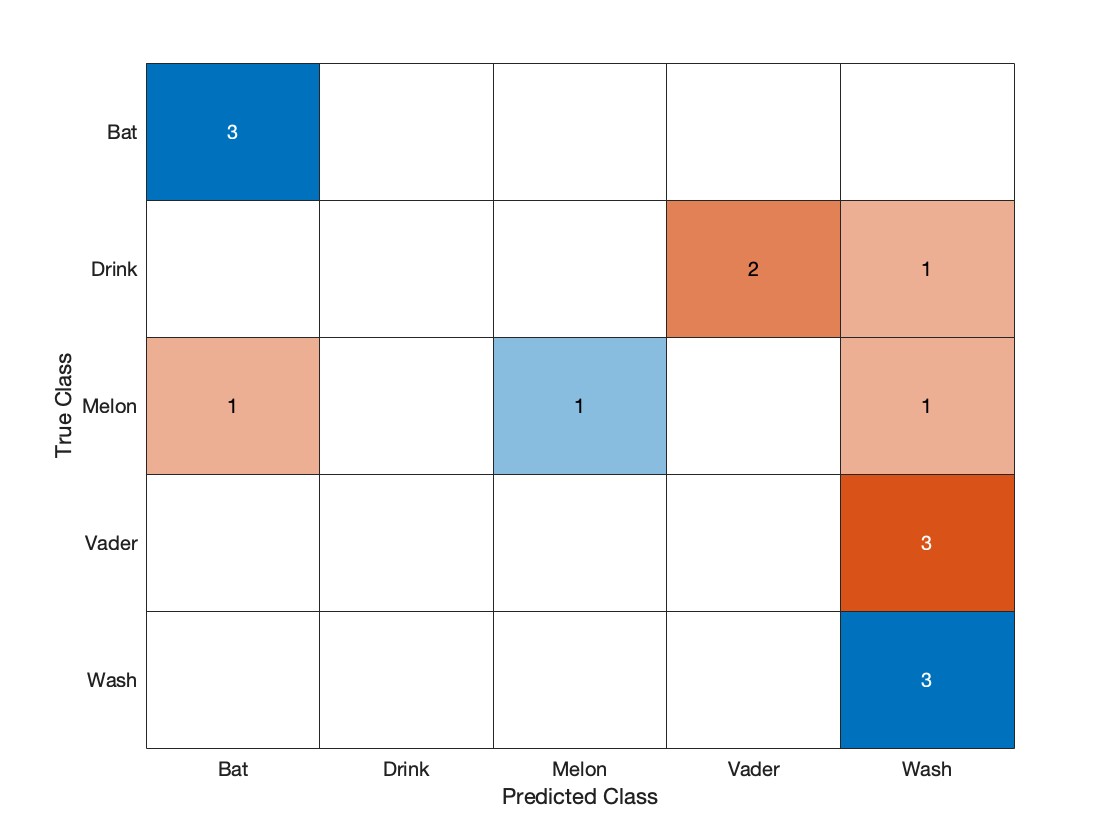 True Class
Bat 3
Drink 2 1
Melon 1 1 1
Vader 3
Wash 3
Bat Drink Melon Vader Wash
Predicted Class